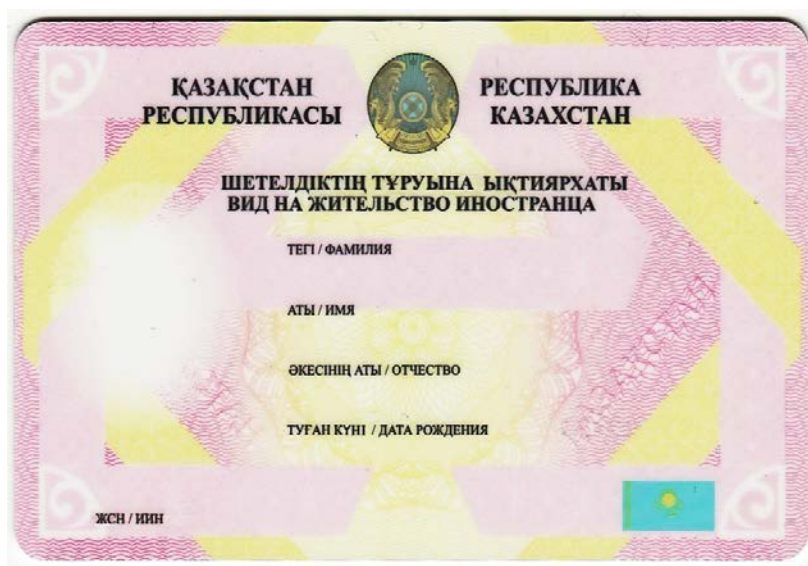 ҚАЗАҚСТАН
РЕСПУБЛИКАСЫ
РЕСПУБЛИКА
КАЗАХСТАН
ШЕТЕЛДІКТІҢ ТҰРУЫНА ЫҚТИЯРХАТЫ
ВИД НА ЖИТЕЛЬСТВО ИНОСТРАНЦА
ТЕГІ / ФАМИЛИЯ
АТЫ / ИМЯ
ӘКЕСІНІҢ АТЫ / ОТЧЕСТВО
ТУҒАН КҮНІ / ДАТА РОЖДЕНИЯ
ҚАЗАҚСТАН
ЖСН / ИИН